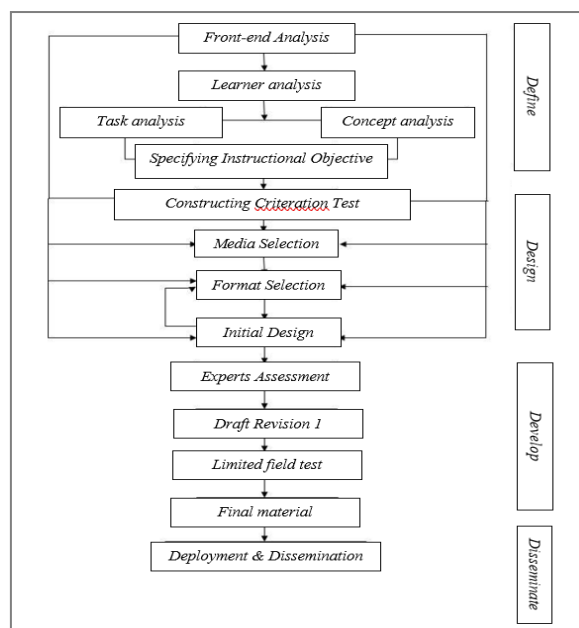 Front-end Analysis
Learner analysis
Task analysis
Concept analysis
Specifying Instructional Objective
Constructing Criteration Test
Media Selection
Format Selection
Initial Design
Experts Assessment
Draft Revision 1
Limited field test
Final material
Deployment & Dissemination
Define
Design
Develop
Disseminate